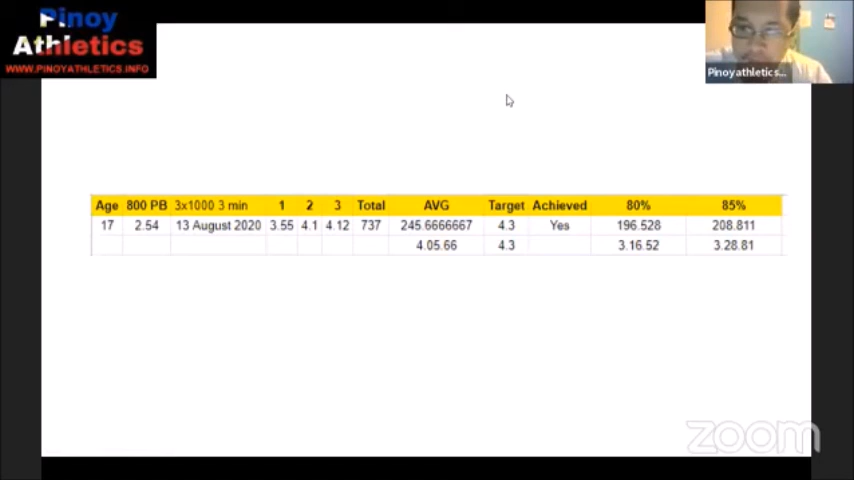 Pinoy
Athletics
WWW.PINOYATHLETICS.INFO
Pinoyathletics...
Age 800 PB 3x1000 3 min 1 2 3 Total AVG Target Achieved 80% 85%
17 2.54 13 August 2020 3.55 4.1 4.12 737 245.6666667 4.3 Yes 196.528 208.811
4.05.66 4.3 3.16.52 3.28.81
zoom